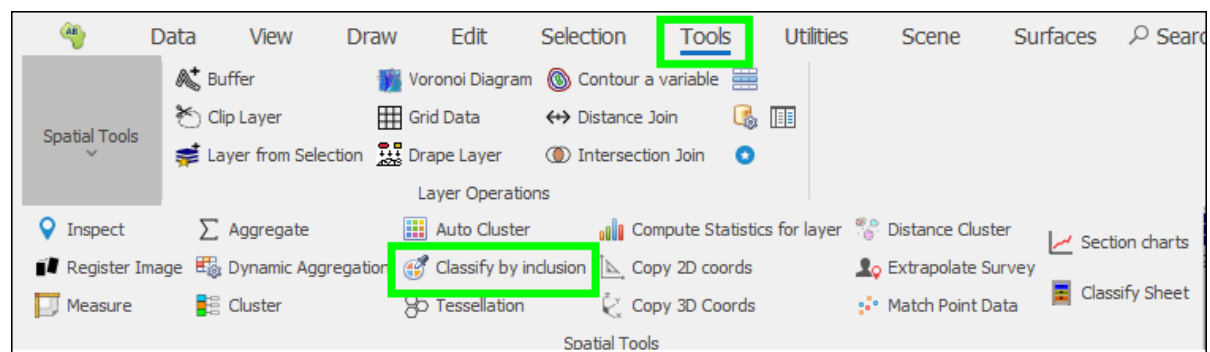 AB Data View Draw Edit Selection Tools Utilities Scene Surfaces Searc
Buffer Voronoi Diagram Contour a variable
Clip Layer Grid Data Distance Join
Spatial Tools
Layer from Selection Drape Layer Intersection Join
Layer Operations
Inspect Aggregate Auto Cluster Compute Statistics for layer Distance Cluster
Section charts
Register Image Dynamic Aggregation Classify by inclusion Copy 2D coords Extrapolate Survey
Classify Sheet
Measure Cluster Tessellation Copy 3D Coords Match Point Data
Spatial Tools